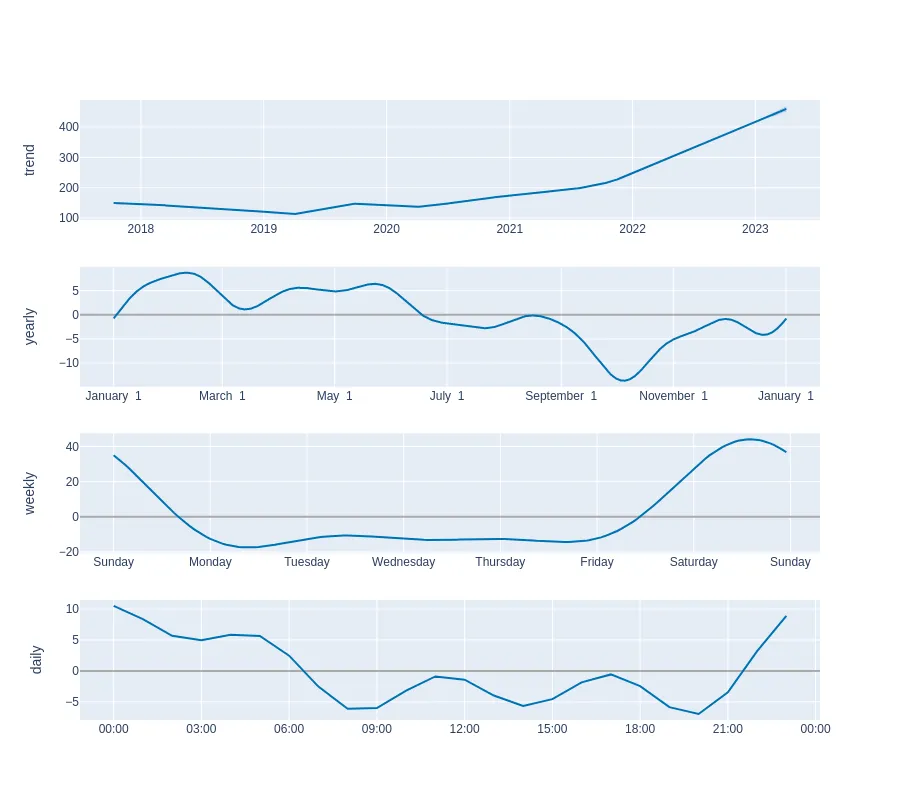 trend
400
300
200
100
2018 2019 2020 2021 2022 2023
yearly
5
0
−5
−10
January 1 March 1 May 1 July 1 September 1 November 1 January 1
weekly
40
20
0
−20
Sunday Monday Tuesday Wednesday Thursday Friday Saturday Sunday
daily
10
5
0
−5
00:00 03:00 06:00 09:00 12:00 15:00 18:00 21:00 00:00